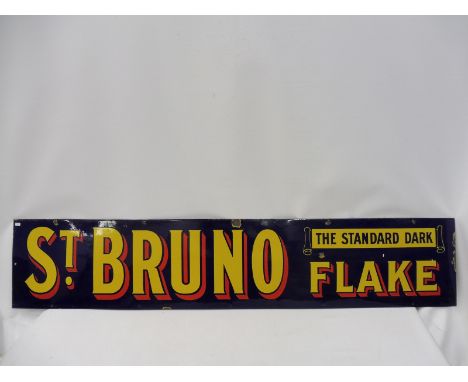 ST. BRUNO
THE STANDARD DARK
FLAKE